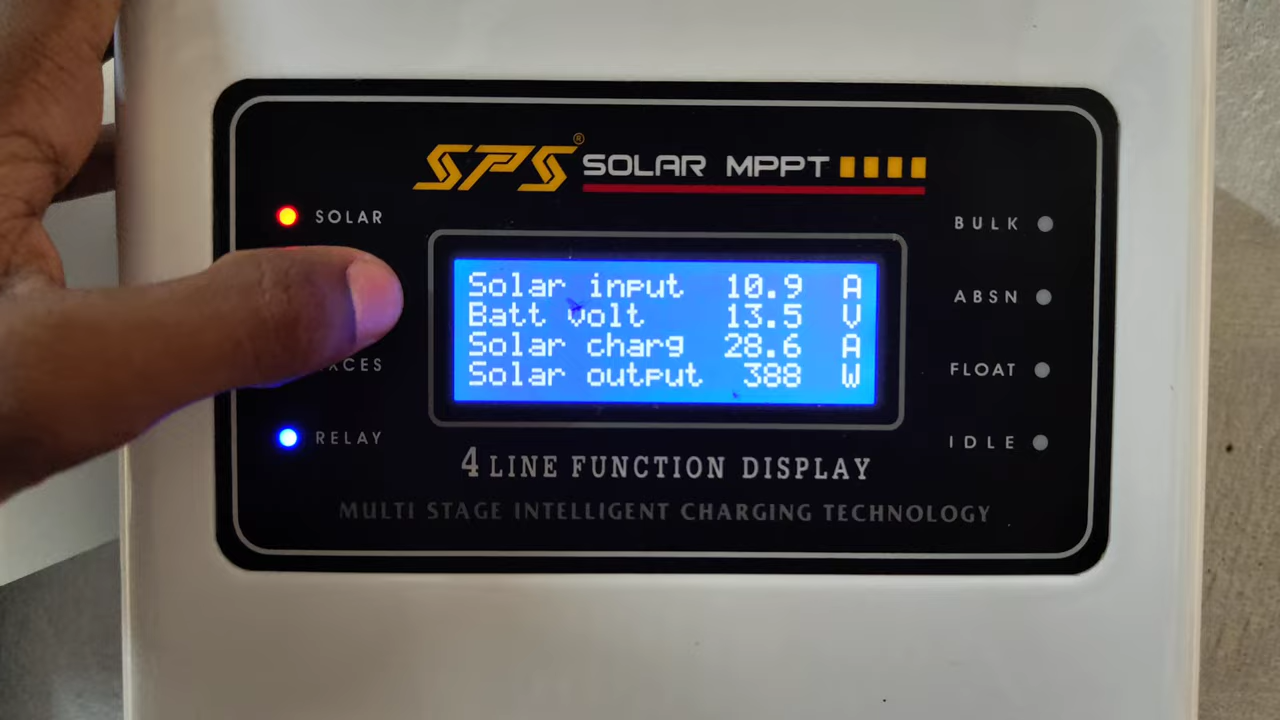 SPS® SOLAR MPPT
SOLAR
RELAY
Solar input 10.9 A
Batt volt 13.5 V
Solar charg 28.6 A
Solar output 388 W
BULK
ABSN
FLOAT
IDLE
4 LINE FUNCTION DISPLAY
MULTI STAGE INTELLIGENT CHARGING TECHNOLOGY